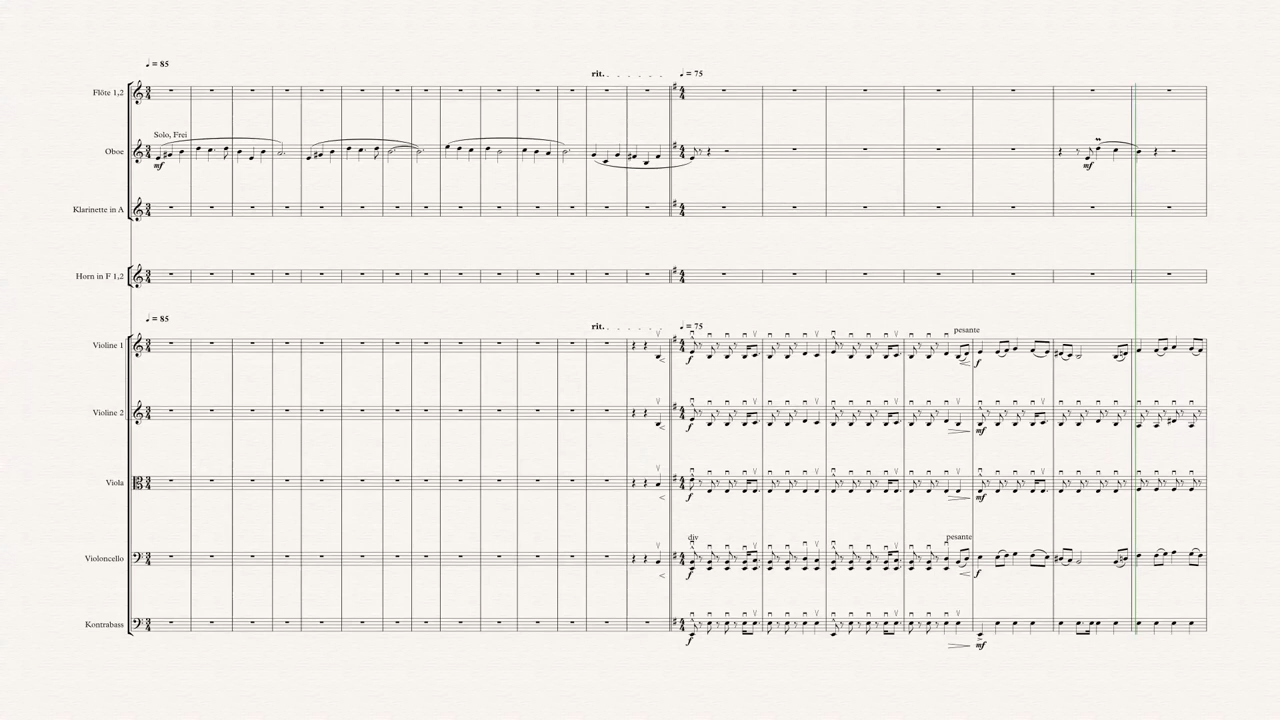 ♩ = 85
rit. . . . . .
♩ = 75
Flöte 1,2
Solo, Frei
Oboe
mf
mf
Klarinette in A
Horn in F 1,2
♩ = 85
rit. . . . . .
♩ = 75
pesante
Violine 1
f
f
Violine 2
f
mf
Viola
f
mf
div
pesante
Violoncello
f
f
Kontrabass
f
mf